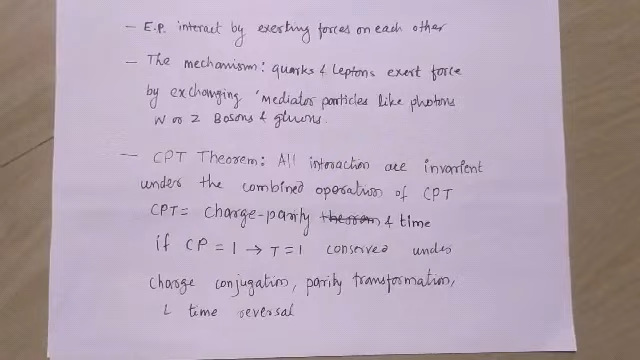 - E.p. interact by exerting forces on each other
- The mechanism: quarks & Leptons exert force
by exchanging 'mediator particles like photons
W or Z Bosons & gluons.
- CPT Theorem: All interaction are invarient
under the combined operation of CPT
CPT = charge-parity theorem & time
if CP = 1 → T = 1 conserved under
charge conjugation, parity transformation,
& time reversal